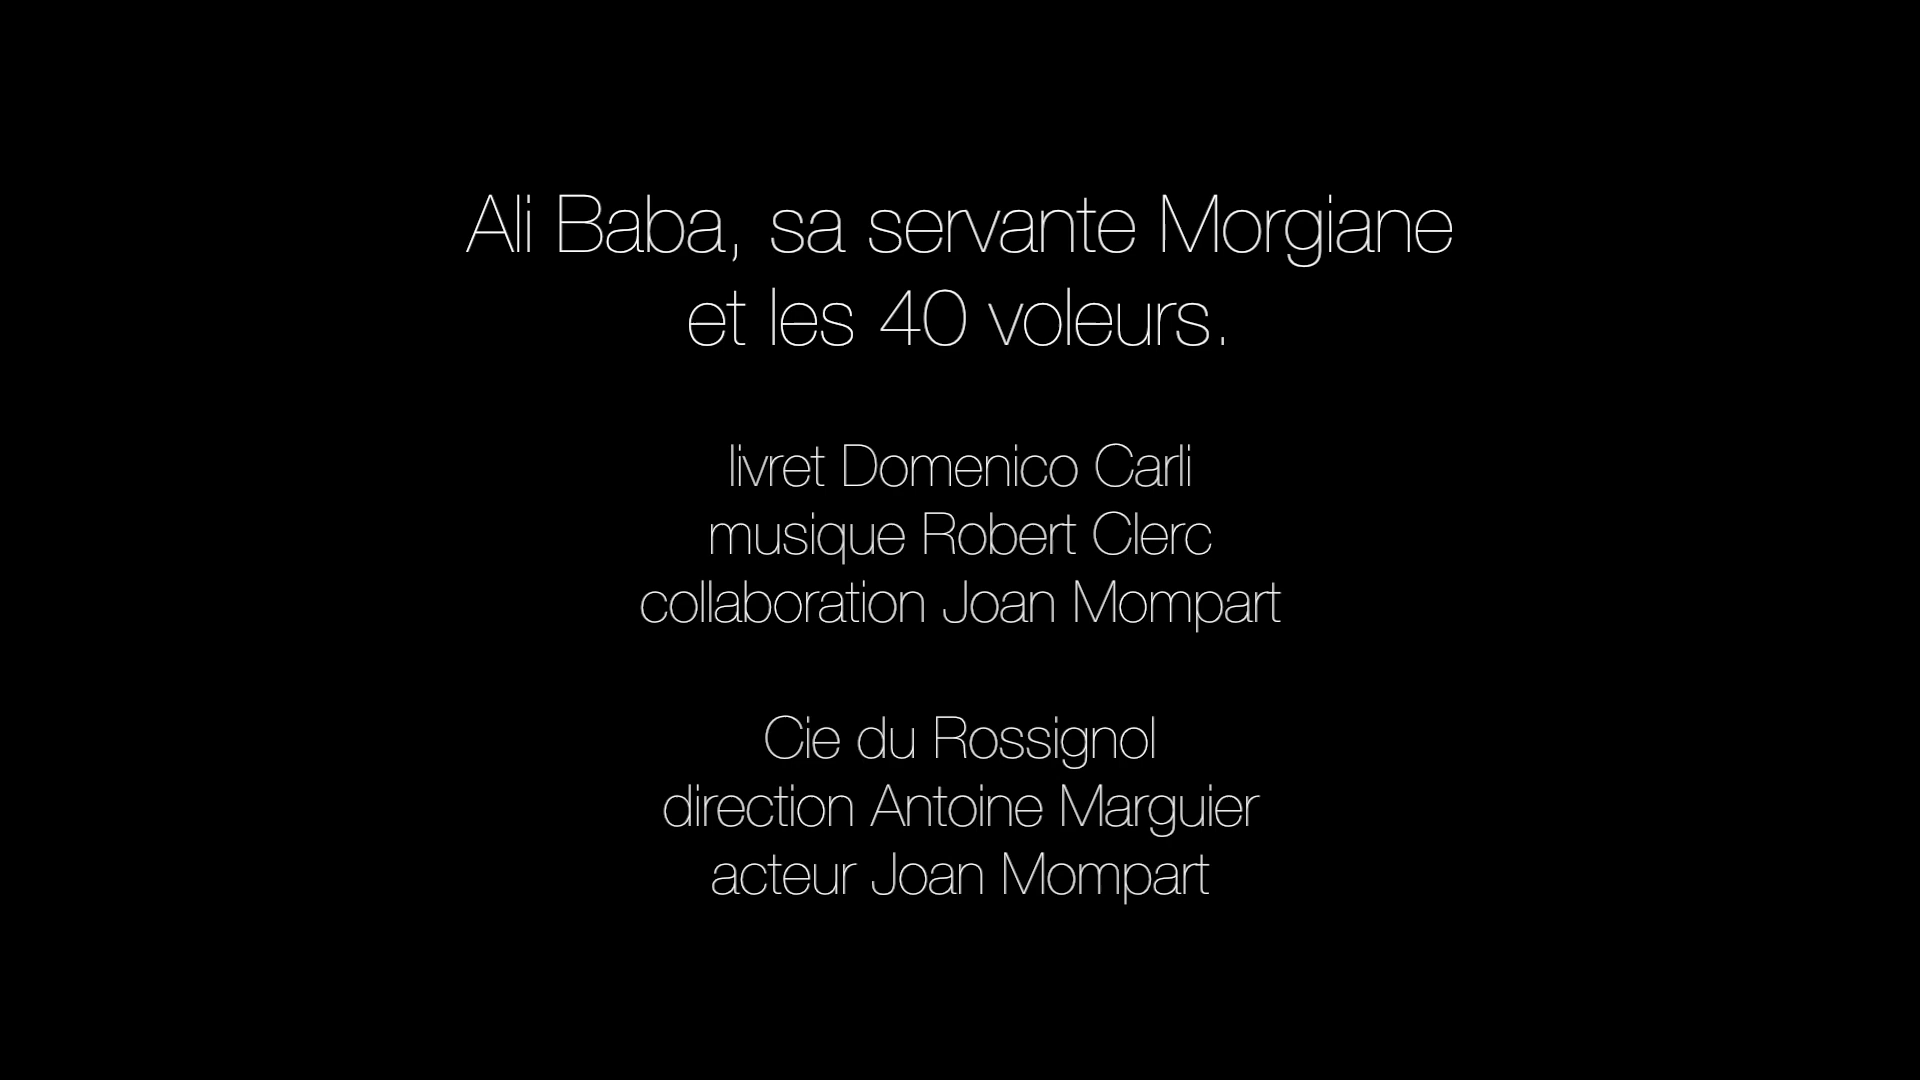 Ali Baba, sa servante Morgiane
et les 40 voleurs.
livret Domenico Carli
musique Robert Clerc
collaboration Joan Mompart
Cie du Rossignol
direction Antoine Marguier
acteur Joan Mompart